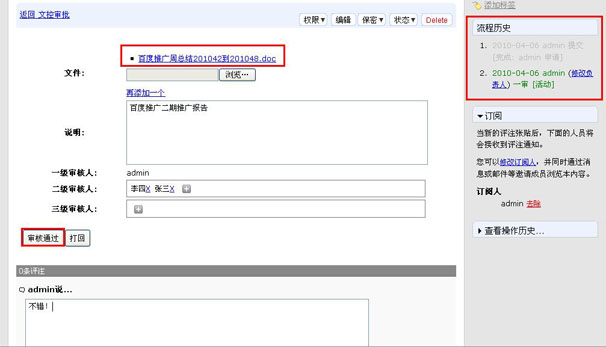 返回 文控审批
权限▼ 编辑 保密▼ 状态▼ Delete
百度推广周总结201042到201048.doc
文件：
浏览…
再添加一个
说明：
百度推广二期推广报告
一级审核人： admin
二级审核人： 李四X 张三X
三级审核人：
审核通过 打回
0条评注
admin说...
不错！
添加标签
流程历史
1. 2010-04-06 admin 提交
[完成: admin 申请]
2. 2010-04-06 admin (修改负
责人) 一审 [活动]
订阅
当新的评注张贴后，下面的人员将
会接收到评注通知。
您可以修改订阅人，并同时通过消
息或邮件等邀请成员浏览本内容。
订阅人
admin 去除
查看操作历史...